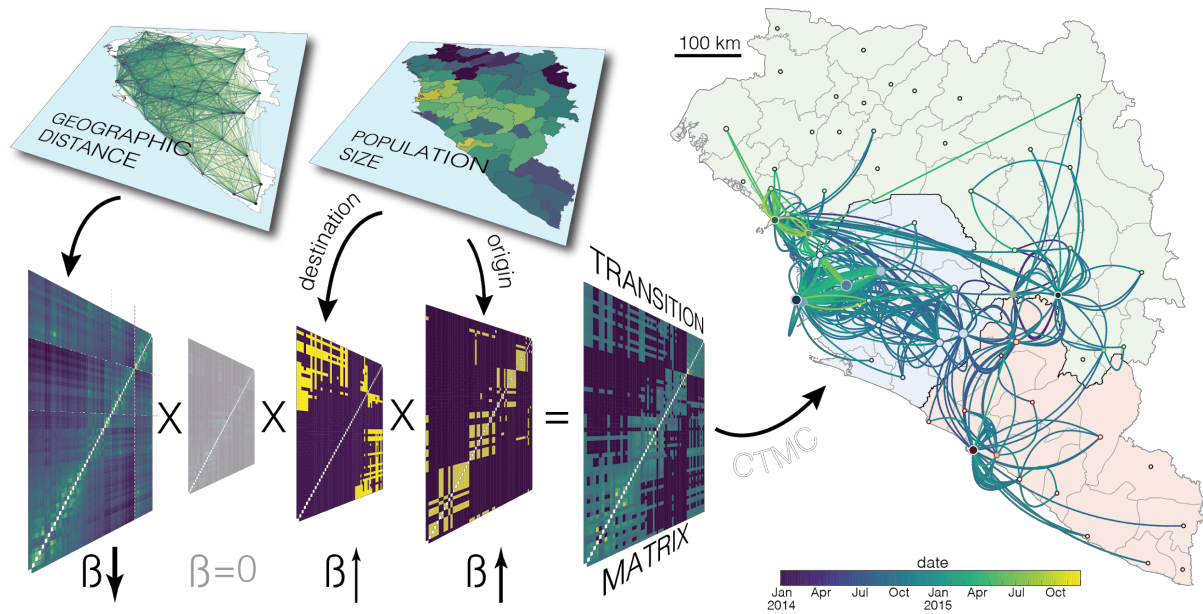 GEOGRAPHIC
DISTANCE
POPULATION
SIZE
100 km
destination
origin
TRANSITION
X
X
X
=
MATRIX
CTMC
β
β=0
β
β
date
Jan
2014
Apr
Jul
Oct
Jan
2015
Apr
Jul
Oct